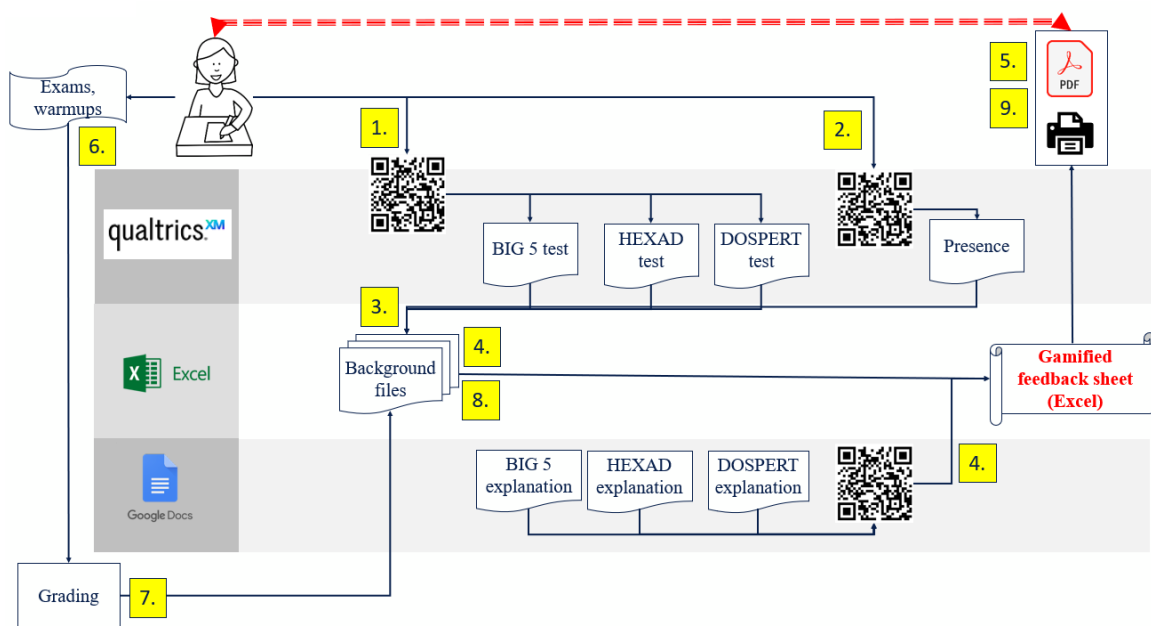 5.
PDF
9.
Exams,
warmups
6.
1.
2.
qualtrics.XM
BIG 5 test
HEXAD
test
DOSPERT
test
Presence
3.
4.
Excel
Background
files
8.
Gamified
feedback sheet
(Excel)
Google Docs
BIG 5
explanation
HEXAD
explanation
DOSPERT
explanation
4.
Grading
7.